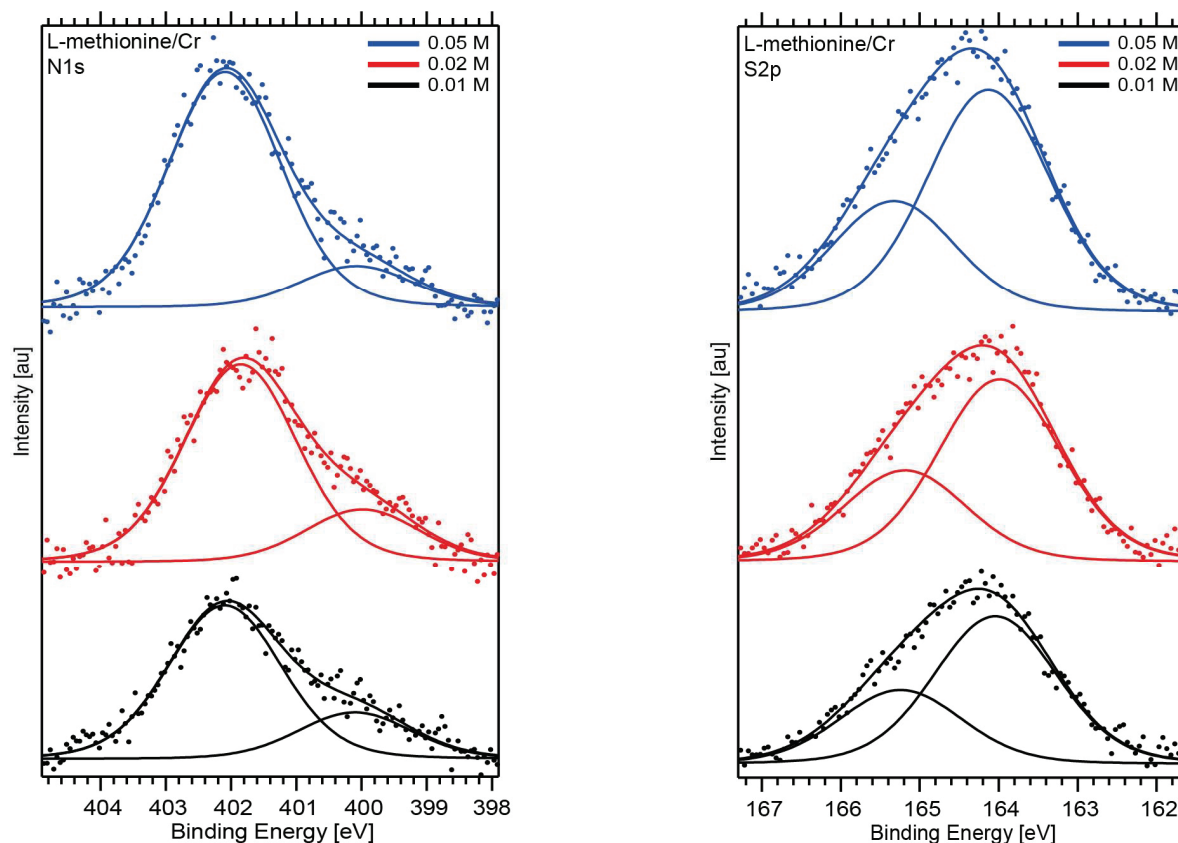 L-methionine/Cr
N1s
0.05 M
0.02 M
0.01 M
Intensity [au]
404 403 402 401 400 399 398
Binding Energy [eV]
L-methionine/Cr
S2p
0.05 M
0.02 M
0.01 M
Intensity [au]
167 166 165 164 163 162
Binding Energy [eV]